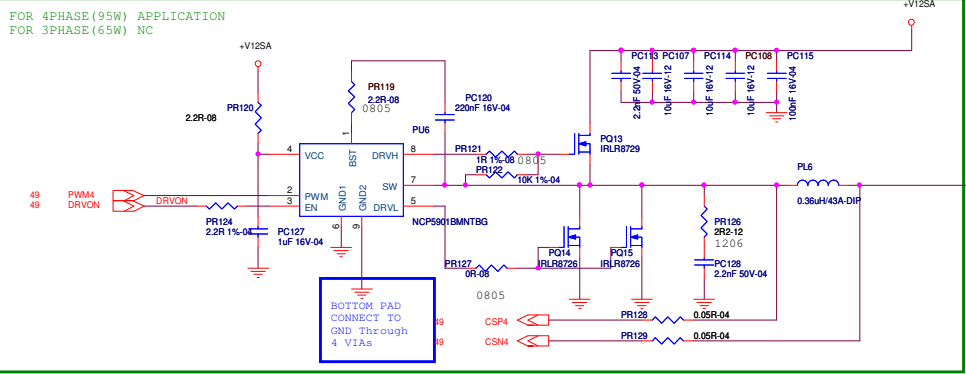 FOR 4PHASE(95W) APPLICATION
FOR 3PHASE(65W) NC
+V12SA
+V12SA
PC113
PC107
PC114
PC108
PC115
2.2nF 50V-04
10uF 16V-12
10uF 16V-12
10uF 16V-12
100nF 16V-04
PR119
2.2R-08
0805
PC120
220nF 16V-04
PR120
2.2R-08
PU6
1
4
VCC
BST
DRVH
8
PR121
1R 1%-08
0805
PQ13
IRLR8729
PR122
10K 1%-04
SW
7
PL6
0.36uH/43A-DIP
49
PWM4
2
PWM
49
DRVON
DRVON
3
EN
GND1
GND2
DRVL
5
6
9
NCP5901BMNTBG
PR124
2.2R 1%-04
PC127
1uF 16V-04
PQ14
IRLR8726
PQ15
IRLR8726
PR126
2R2-12
1206
PC128
2.2nF 50V-04
PR127
0R-08
0805
BOTTOM PAD
CONNECT TO
GND Through
4 VIAs
49
CSP4
PR128
0.05R-04
49
CSN4
PR129
0.05R-04